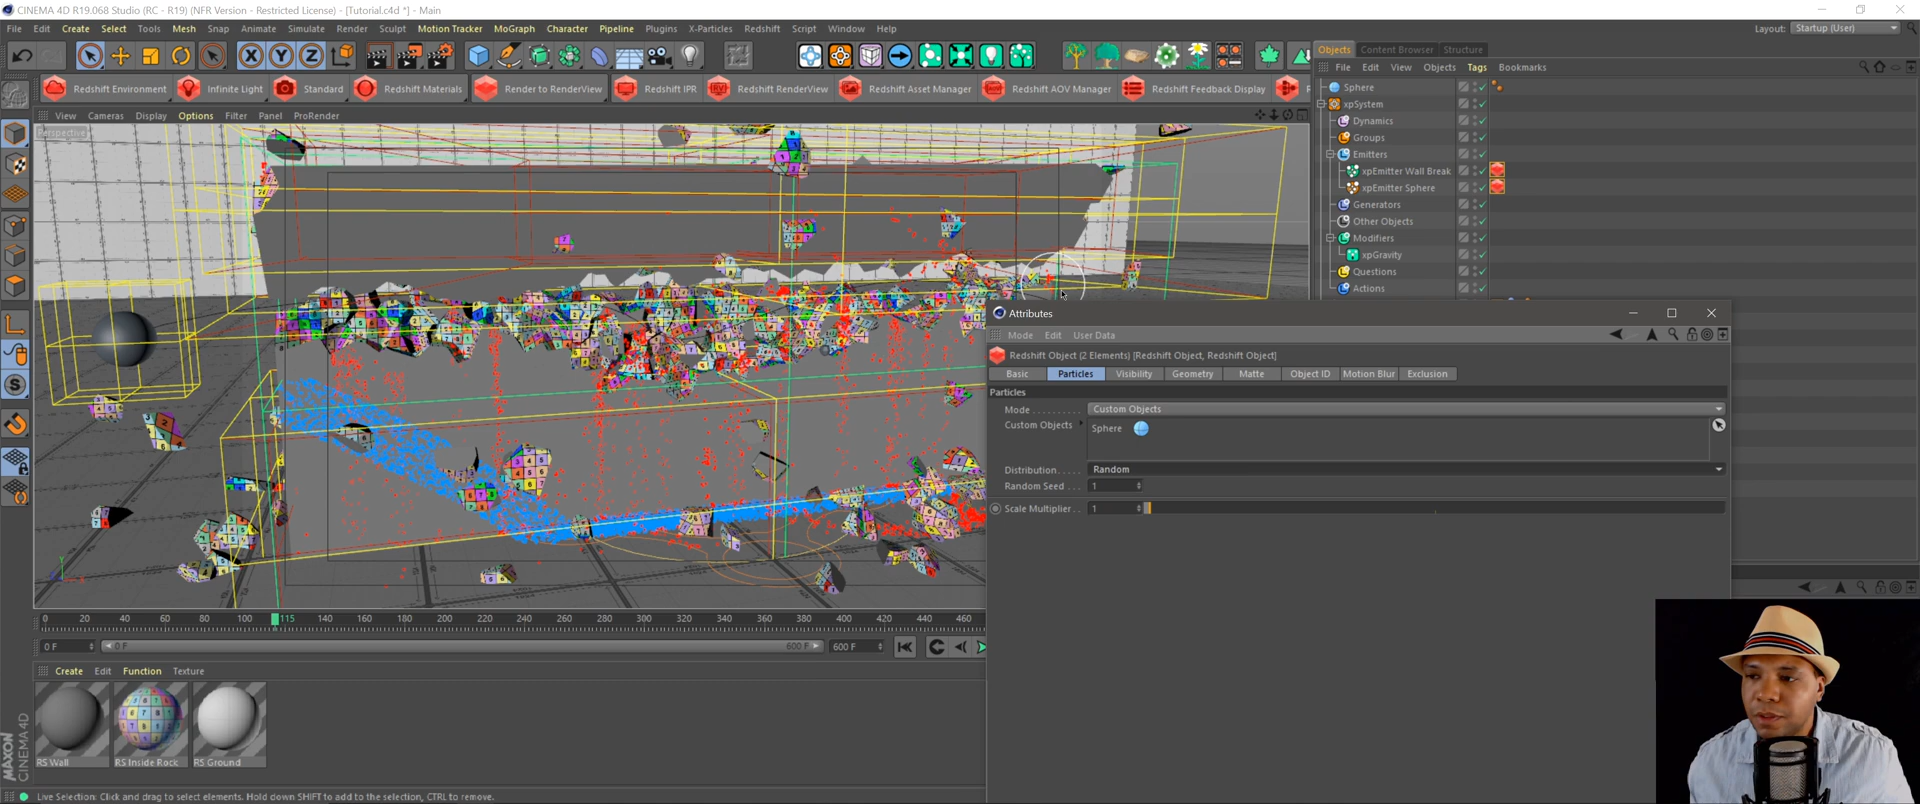 CINEMA 4D R19.068 Studio (RC - R19) (NFR Version - Restricted License) - [Tutorial.c4d *] - Main
File Edit Create Select Tools Mesh Snap Animate Simulate Render Sculpt Motion Tracker MoGraph Character Pipeline Plugins X-Particles Redshift Script Window Help
Layout: Startup (User)
Objects Content Browser Structure
File Edit View Objects Tags Bookmarks
Redshift Environment Infinite Light Standard Redshift Materials Render to RenderView Redshift IPR Redshift RenderView Redshift Asset Manager Redshift AOV Manager Redshift Feedback Display
View Cameras Display Options Filter Panel ProRender
Perspective
Sphere
xpSystem
Dynamics
Groups
Emitters
xpEmitter Wall Break
xpEmitter Sphere
Generators
Other Objects
Modifiers
xpGravity
Questions
Actions
Attributes
Mode Edit User Data
Redshift Object (2 Elements) [Redshift Object, Redshift Object]
Basic Particles Visibility Geometry Matte Object ID Motion Blur Exclusion
Particles
Mode . . . . . . . . . Custom Objects
Custom Objects Sphere
Distribution. . . . . Random
Random Seed . . . 1
Scale Multiplier . . 1
0 20 40 60 80 100 115 140 160 180 200 220 240 260 280 300 320 340 360 380 400 420 440 460
0 F 0 F 600 F 600 F
Create Edit Function Texture
RS Wall RS Inside Rock RS Ground
MAXON CINEMA 4D
Live Selection: Click and drag to select elements. Hold down SHIFT to add to the selection, CTRL to remove.